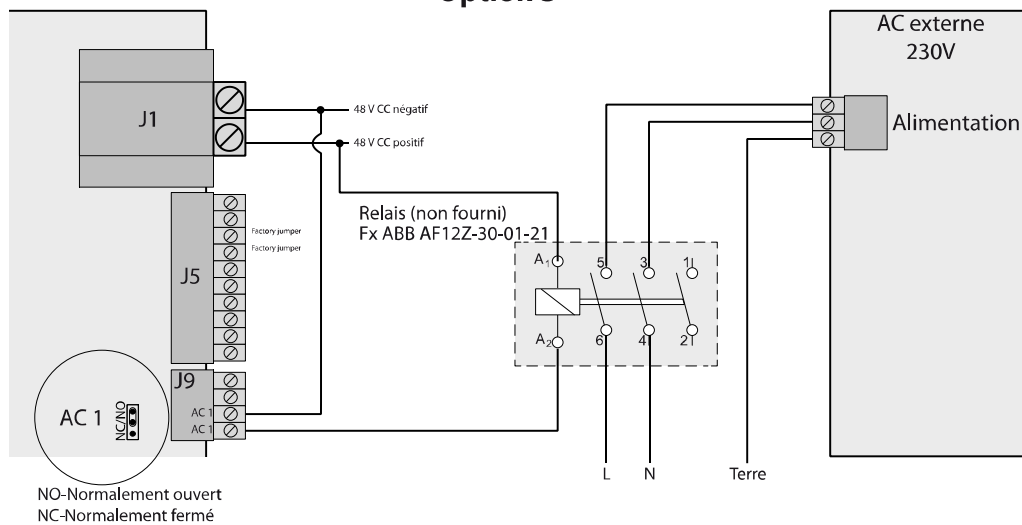 AC externe
230V
J1
48 V CC négatif
48 V CC positif
Alimentation
Relais (non fourni)
Fx ABB AF12Z-30-01-21
Factory jumper
Factory jumper
J5
A1
5
3
1
A2
6
4
2
J9
AC 1
AC 1
AC 1
NC/NO
L
N
Terre
NO-Normalement ouvert
NC-Normalement fermé